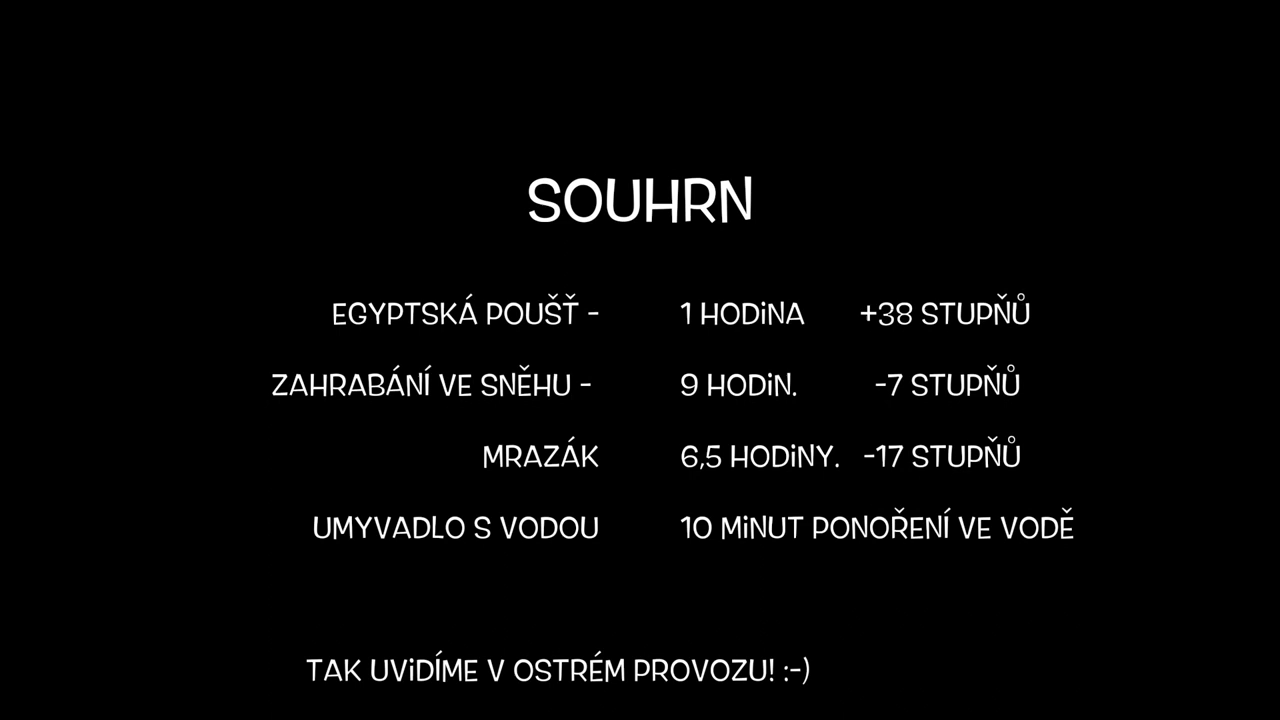 SOUHRN
EGYPTSKÁ POUŠŤ - 1 HODiNA +38 STUPŇŮ
ZAHRABÁNÍ VE SNĚHU - 9 HODiN. -7 STUPŇŮ
MRAZÁK 6,5 HODiNY. -17 STUPŇŮ
UMYVADLO S VODOU 10 MiNUT PONOŘENÍ VE VODĚ
TAK UViDÍME V OSTRÉM PROVOZU! :-)